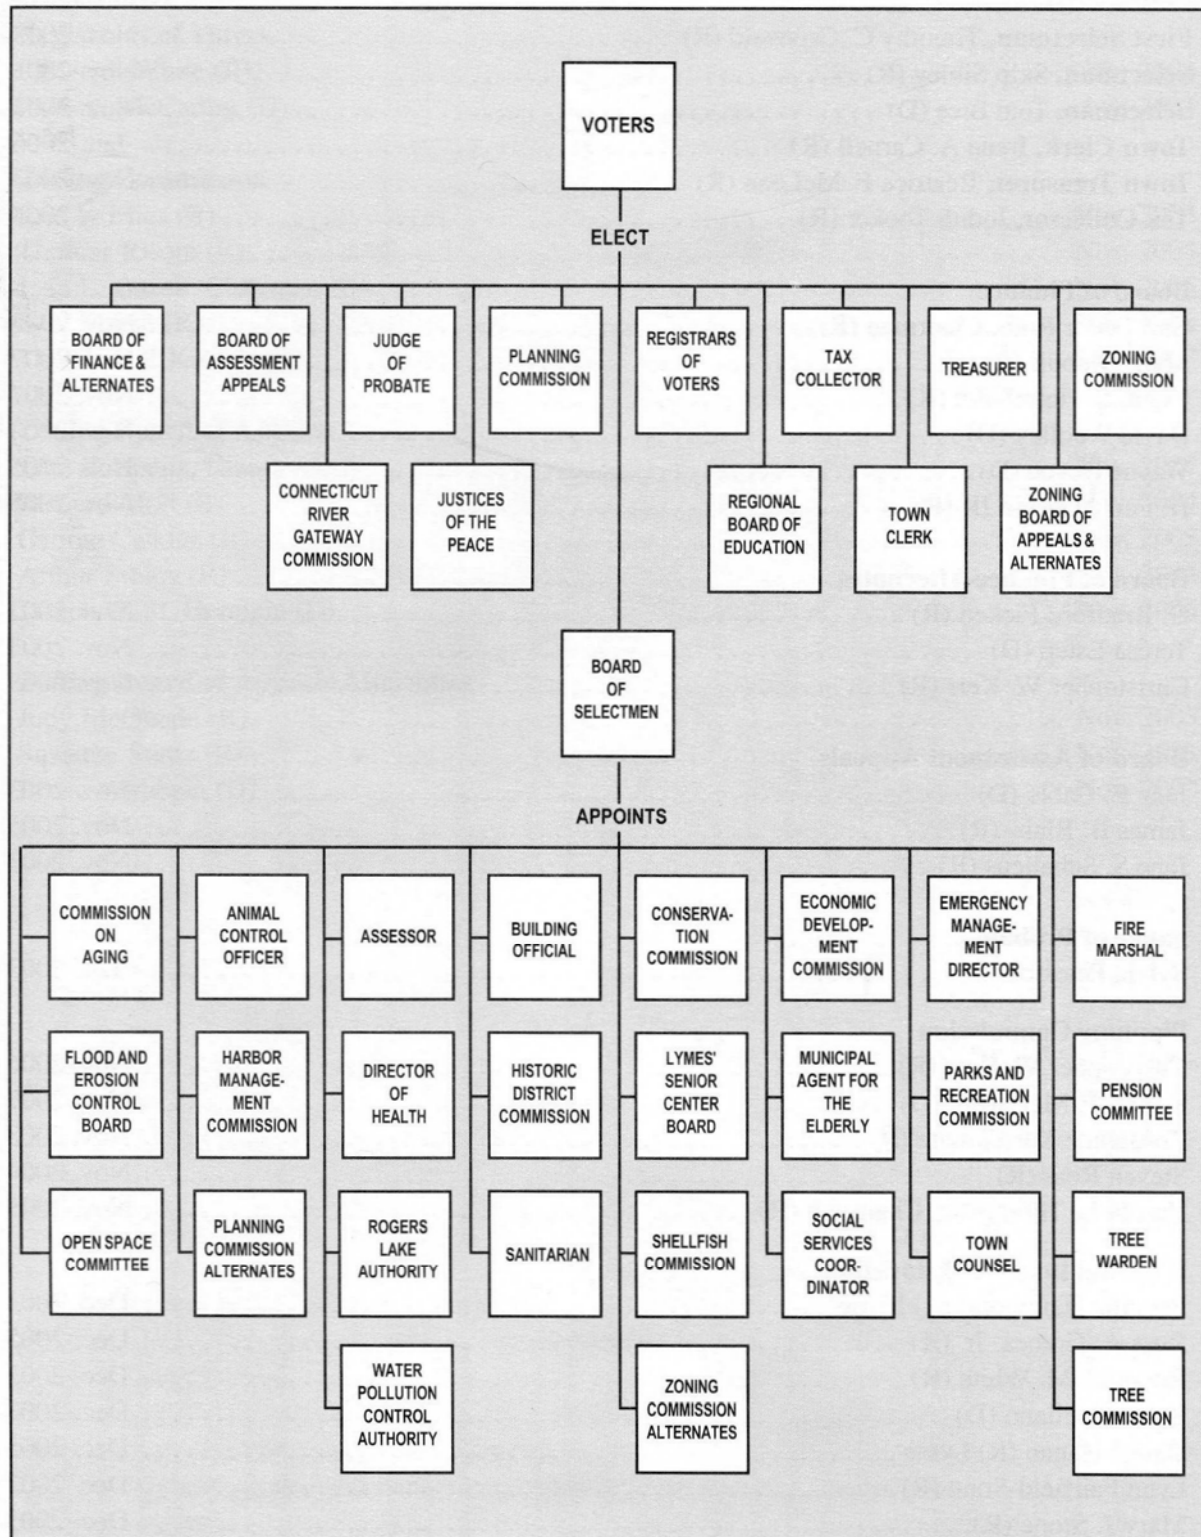 VOTERS
ELECT
BOARD OF
FINANCE &
ALTERNATES
BOARD OF
ASSESSMENT
APPEALS
JUDGE
OF
PROBATE
PLANNING
COMMISSION
REGISTRARS
OF
VOTERS
TAX
COLLECTOR
TREASURER
ZONING
COMMISSION
CONNECTICUT
RIVER
GATEWAY
COMMISSION
JUSTICES
OF THE
PEACE
REGIONAL
BOARD OF
EDUCATION
TOWN
CLERK
ZONING
BOARD OF
APPEALS &
ALTERNATES
BOARD
OF
SELECTMEN
APPOINTS
COMMISSION
ON
AGING
ANIMAL
CONTROL
OFFICER
ASSESSOR
BUILDING
OFFICIAL
CONSERVA-
TION
COMMISSION
ECONOMIC
DEVELOP-
MENT
COMMISSION
EMERGENCY
MANAGE-
MENT
DIRECTOR
FIRE
MARSHAL
FLOOD AND
EROSION
CONTROL
BOARD
HARBOR
MANAGE-
MENT
COMMISSION
DIRECTOR
OF
HEALTH
HISTORIC
DISTRICT
COMMISSION
LYMES'
SENIOR
CENTER
BOARD
MUNICIPAL
AGENT FOR
THE
ELDERLY
PARKS AND
RECREATION
COMMISSION
PENSION
COMMITTEE
OPEN SPACE
COMMITTEE
PLANNING
COMMISSION
ALTERNATES
ROGERS
LAKE
AUTHORITY
SANITARIAN
SHELLFISH
COMMISSION
SOCIAL
SERVICES
COOR-
DINATOR
TOWN
COUNSEL
TREE
WARDEN
WATER
POLLUTION
CONTROL
AUTHORITY
ZONING
COMMISSION
ALTERNATES
TREE
COMMISSION